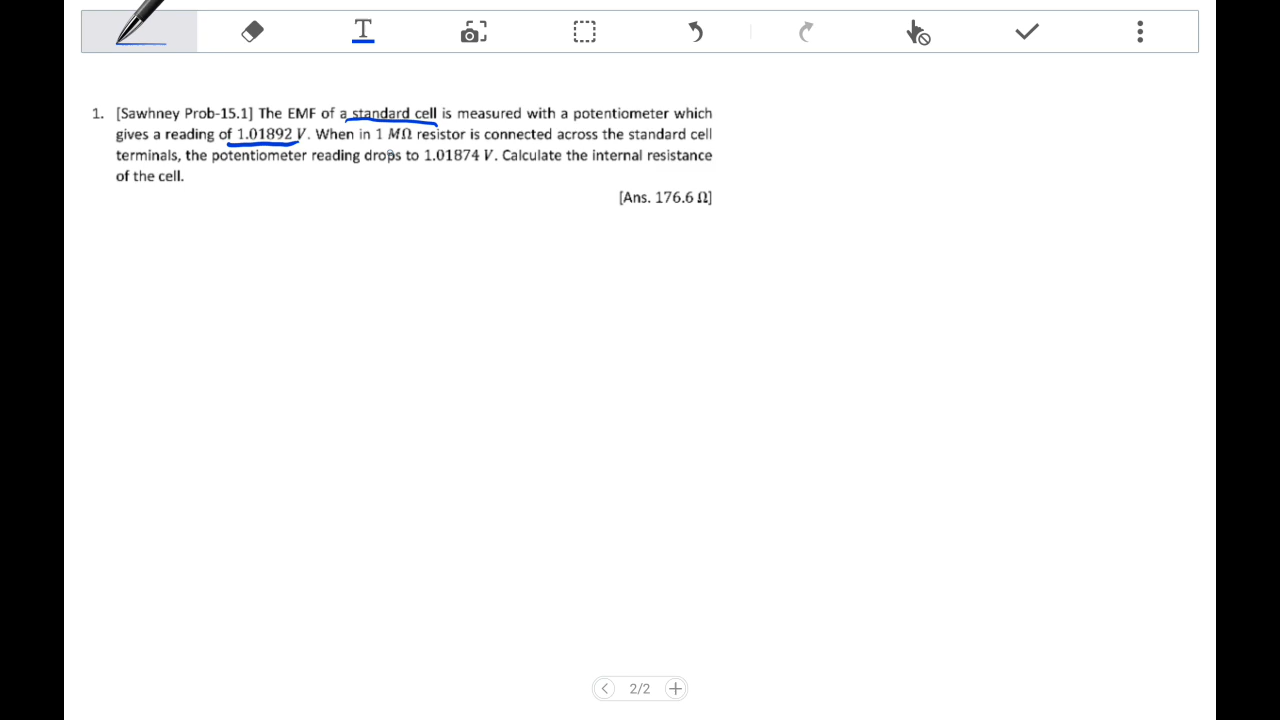 T
1. [Sawhney Prob-15.1] The EMF of a standard cell is measured with a potentiometer which
gives a reading of 1.01892 V. When in 1 MΩ resistor is connected across the standard cell
terminals, the potentiometer reading drops to 1.01874 V. Calculate the internal resistance
of the cell.
[Ans. 176.6 Ω]
2/2